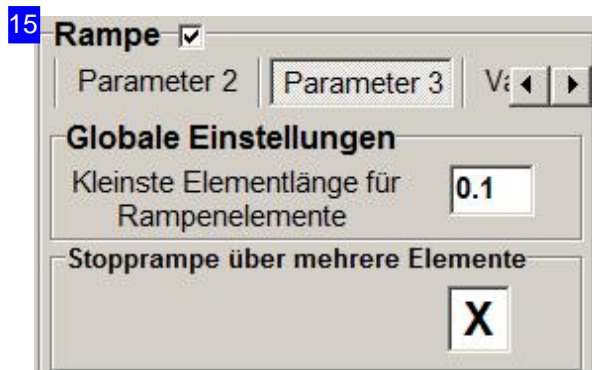 15
Rampe
Parameter 2 Parameter 3
Globale Einstellungen
Kleinste Elementlänge für 0.1
Rampenelemente
Stopprampe über mehrere Elemente
X